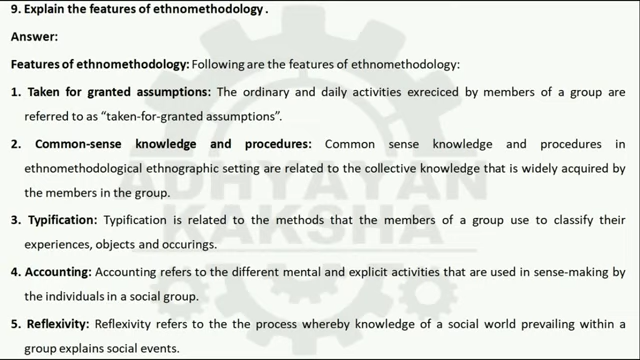 9. Explain the features of ethnomethodology.
Answer:
Features of ethnomethodology: Following are the features of ethnomethodology:
1. Taken for granted assumptions: The ordinary and daily activities exreciced by members of a group are
referred to as “taken-for-granted assumptions”.
2. Common-sense knowledge and procedures: Common sense knowledge and procedures in
ethnomethodological ethnographic setting are related to the collective knowledge that is widely acquired by
the members in the group.
3. Typification: Typification is related to the methods that the members of a group use to classify their
experiences, objects and occurings.
4. Accounting: Accounting refers to the different mental and explicit activities that are used in sense-making by
the individuals in a social group.
5. Reflexivity: Reflexivity refers to the the process whereby knowledge of a social world prevailing within a
group explains social events.
ADHYAYAN
KAKSHA